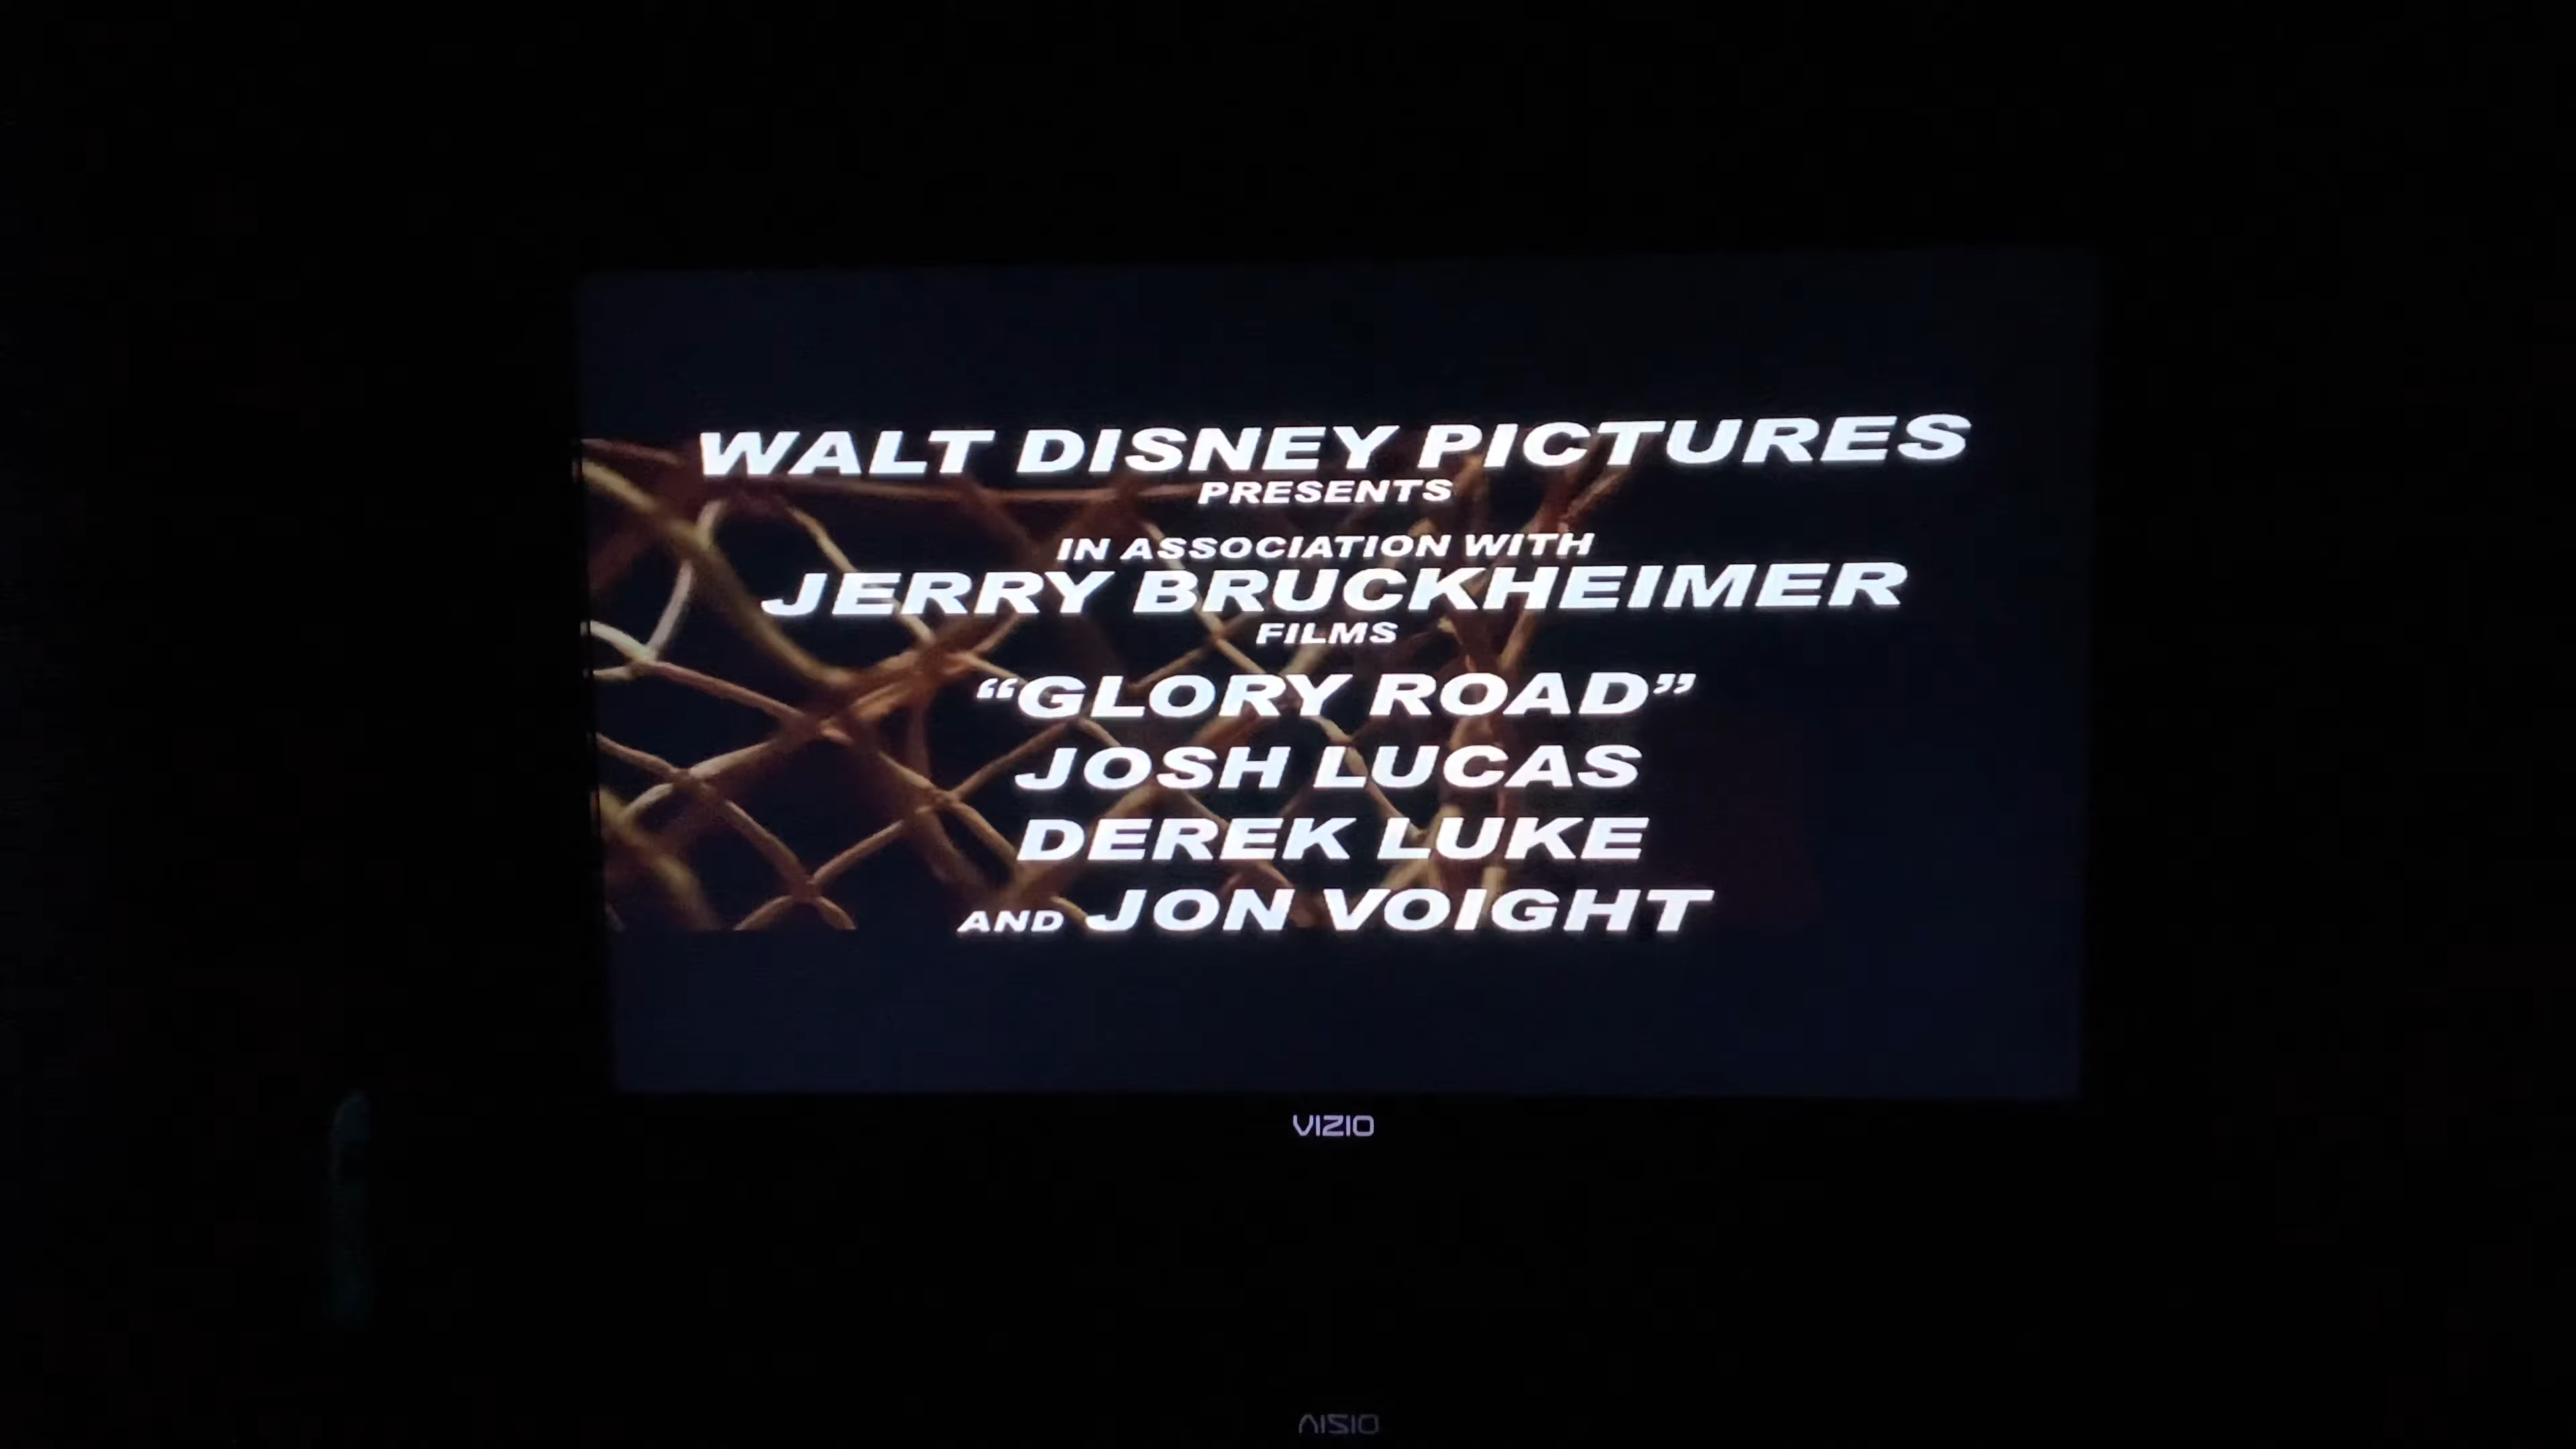 WALT DISNEY PICTURES
PRESENTS
IN ASSOCIATION WITH
JERRY BRUCKHEIMER
FILMS
“GLORY ROAD”
JOSH LUCAS
DEREK LUKE
AND JON VOIGHT
VIZIO
VIZIO